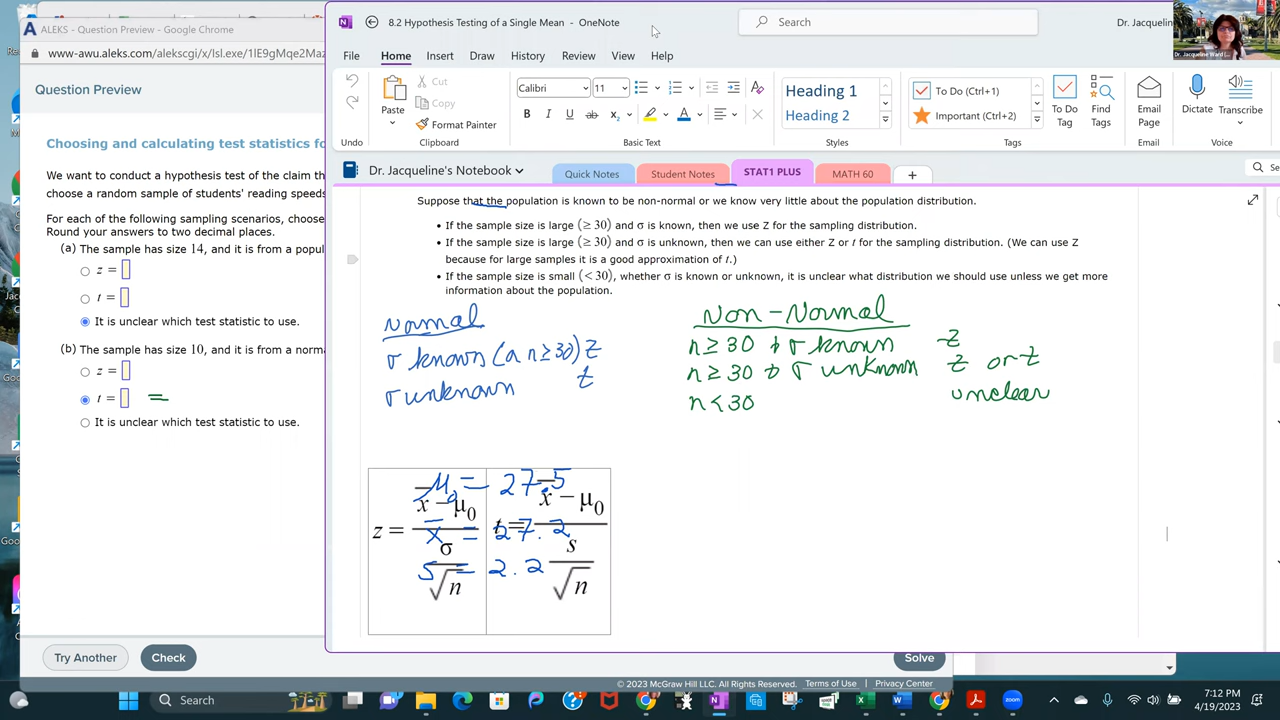 ALEKS - Question Preview - Google Chrome
www-awu.aleks.com/alekscgi/x/Isl.exe/1
Question Preview
Choosing and calculating test statistics fo
We want to conduct a hypothesis test of the claim th
choose a random sample of students' reading speeds
For each of the following sampling scenarios, choose
Round your answers to two decimal places.
(a) The sample has size 14, and it is from a popul
z =
t =
It is unclear which test statistic to use.
(b) The sample has size 10, and it is from a norma
z =
t = =
It is unclear which test statistic to use.
Try Another
Check
Solve
© 2023 McGraw Hill LLC. All Rights Reserved. Terms of Use | Privacy Center
8.2 Hypothesis Testing of a Single Mean - OneNote
Search
Dr. Jacqueline
Dr. Jacqueline Ward
File Home Insert Draw History Review View Help
Undo
Paste
Cut
Copy
Format Painter
Clipboard
Calibri 11
Basic Text
Heading 1
Heading 2
Styles
To Do (Ctrl+1)
Important (Ctrl+2)
Tags
To Do Tag
Find Tags
Email Page
Email
Dictate
Transcribe
Voice
Dr. Jacqueline's Notebook
Quick Notes Student Notes STAT1 PLUS MATH 60 +
Suppose that the population is known to be non-normal or we know very little about the population distribution.
• If the sample size is large (≥ 30) and σ is known, then we use Z for the sampling distribution.
• If the sample size is large (≥ 30) and σ is unknown, then we can use either Z or t for the sampling distribution. (We can use Z
because for large samples it is a good approximation of t.)
• If the sample size is small (< 30), whether σ is known or unknown, it is unclear what distribution we should use unless we get more
information about the population.
Normal
σ known (a n≥30) z
σ unknown t
Non-Normal
n ≥ 30 + σ known z
n ≥ 30 + σ unknown z or t
n < 30 unclear
μ₀ = 27.5
x̄ = 27.2
s = 2.2
z = x̄ − μ₀ / σ / √n
t = x̄ − μ₀ / s / √n
Search
7:12 PM
4/19/2023